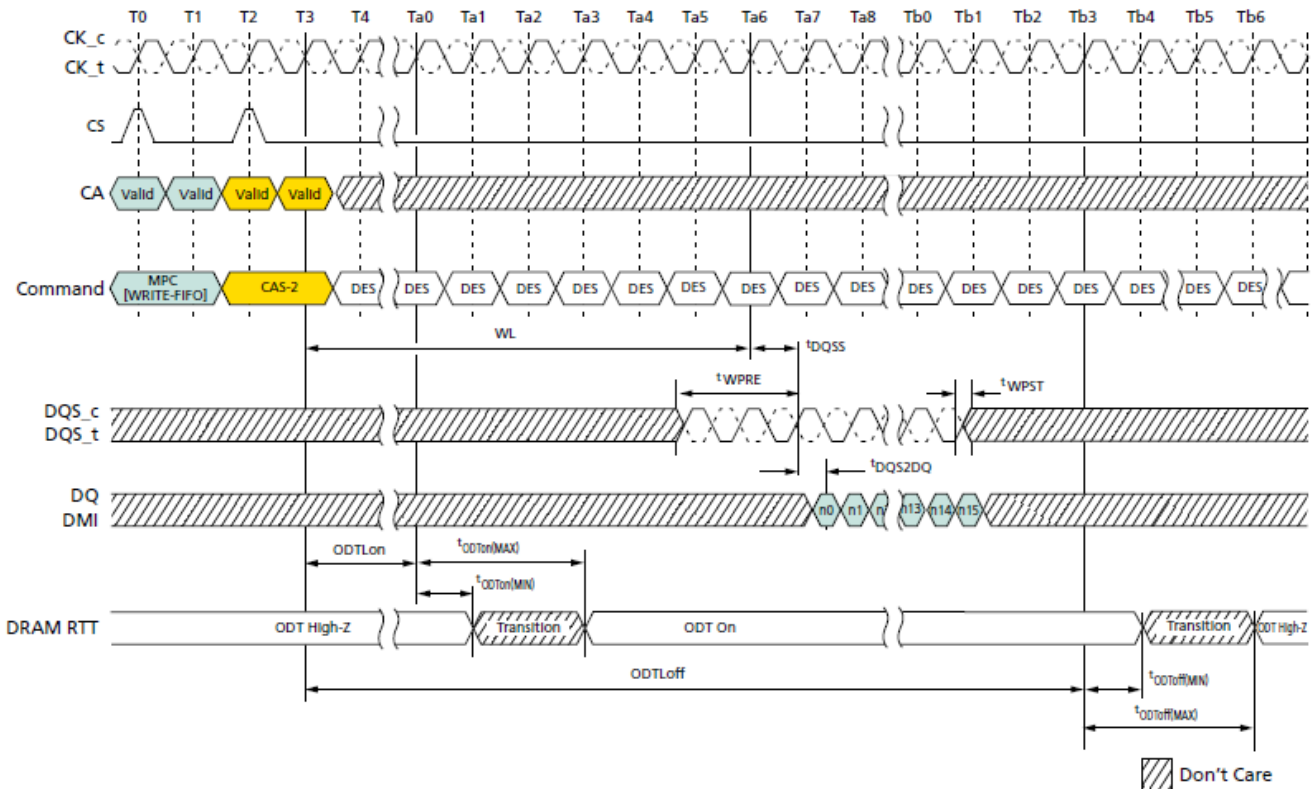 T0 T1 T2 T3 T4 Ta0 Ta1 Ta2 Ta3 Ta4 Ta5 Ta6 Ta7 Ta8 Tb0 Tb1 Tb2 Tb3 Tb4 Tb5 Tb6
CK_c
CK_t
CS
CA Valid Valid Valid Valid
Command MPC [WRITE-FIFO] CAS-2 DES DES DES DES DES DES DES DES DES DES DES DES DES DES DES DES DES
WL tDQSS
tWPRE tWPST
DQS_c
DQS_t
tDQS2DQ
DQ
DMI
n0 n1 n n13 n14 n15
ODTLon tODTon(MAX)
tODTon(MIN)
DRAM RTT ODT High-Z Transition ODT On Transition ODT High-Z
ODTLoff tODToff(MIN)
tODToff(MAX)
Don't Care